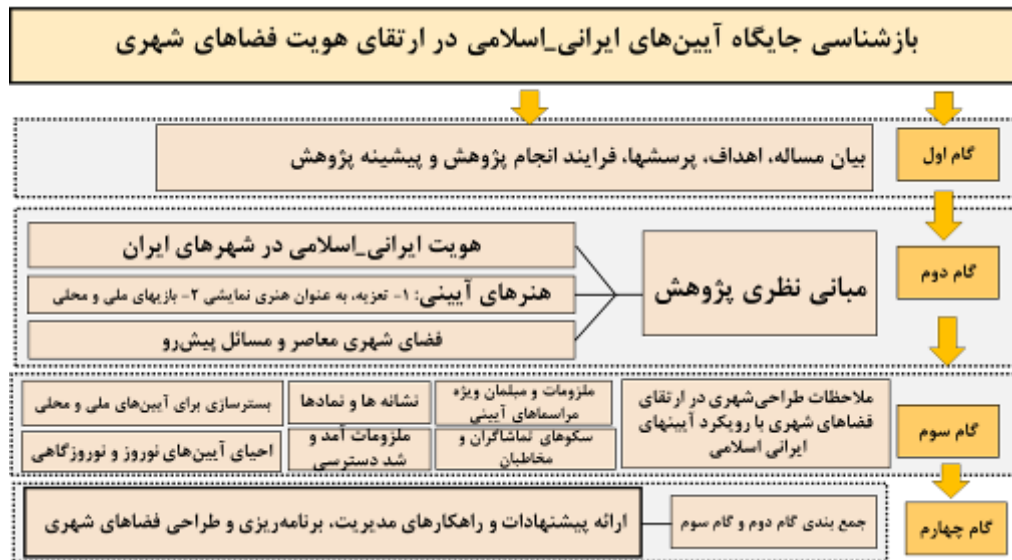 بازشناسی جایگاه آیین‌های ایرانی_اسلامی در ارتقای هویت فضاهای شهری
گام اول
بیان مساله، اهداف، پرسشها، فرایند انجام پژوهش و پیشینه پژوهش
گام دوم
مبانی نظری پژوهش
هویت ایرانی_اسلامی در شهرهای ایران
هنرهای آیینی: ۱- تعزیه، به عنوان هنری نمایشی ۲- بازیهای ملی و محلی
فضای شهری معاصر و مسائل پیش‌رو
گام سوم
ملاحظات طراحی‌شهری در ارتقای
فضاهای شهری با رویکرد آیینهای
ایرانی اسلامی
ملزومات و مبلمان ویژه
مراسماهای آیینی
نشانه ها و نمادها
بسترسازی برای آیین‌های ملی و محلی
سکوهای تماشاگران و
مخاطبان
ملزومات آمد و
شد دسترسی
احیای آیین‌های نوروز و نوروزگاهی
گام چهارم
جمع بندی گام دوم و گام سوم
ارائه پیشنهادات و راهکارهای مدیریت، برنامه‌ریزی و طراحی فضاهای شهری